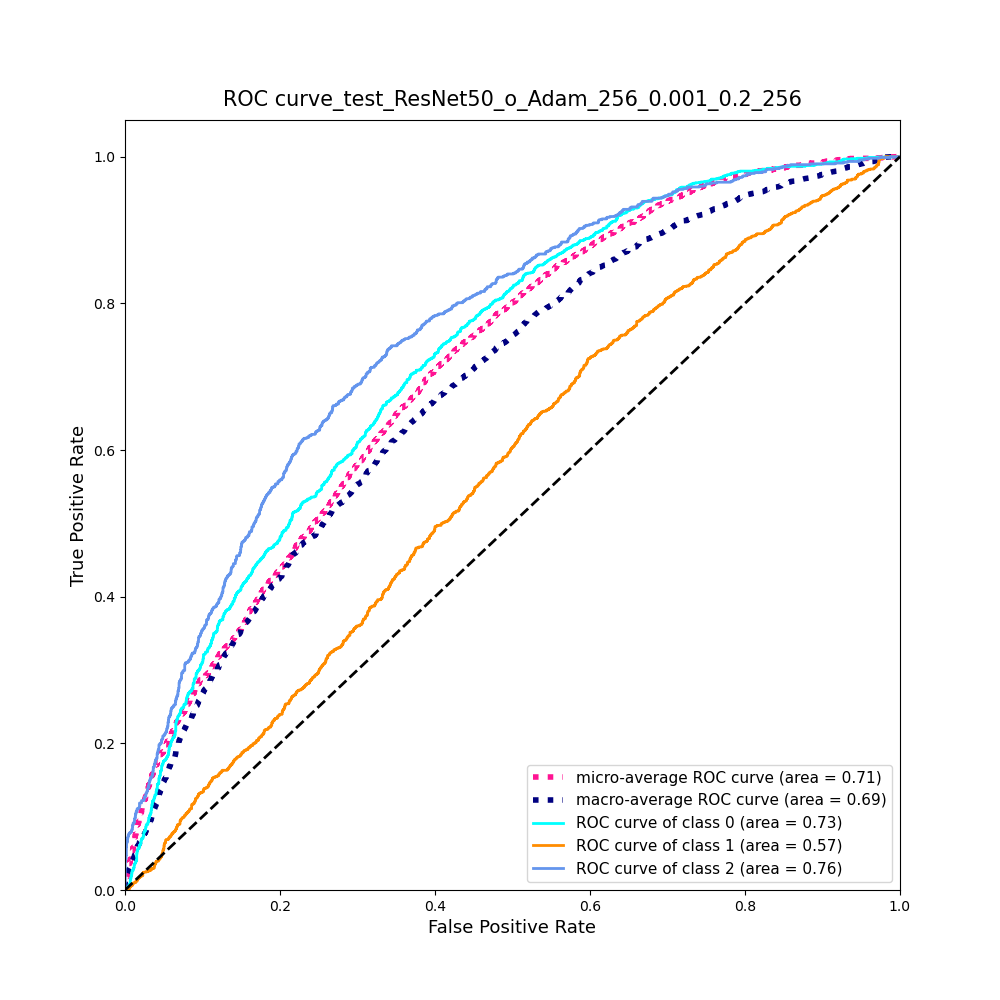 ROC curve_test_ResNet50_o_Adam_256_0.001_0.2_256
1.0
0.8
0.6
0.4
0.2
0.0
True Positive Rate
0.0 0.2 0.4 0.6 0.8 1.0
False Positive Rate
micro-average ROC curve (area = 0.71)
macro-average ROC curve (area = 0.69)
ROC curve of class 0 (area = 0.73)
ROC curve of class 1 (area = 0.57)
ROC curve of class 2 (area = 0.76)